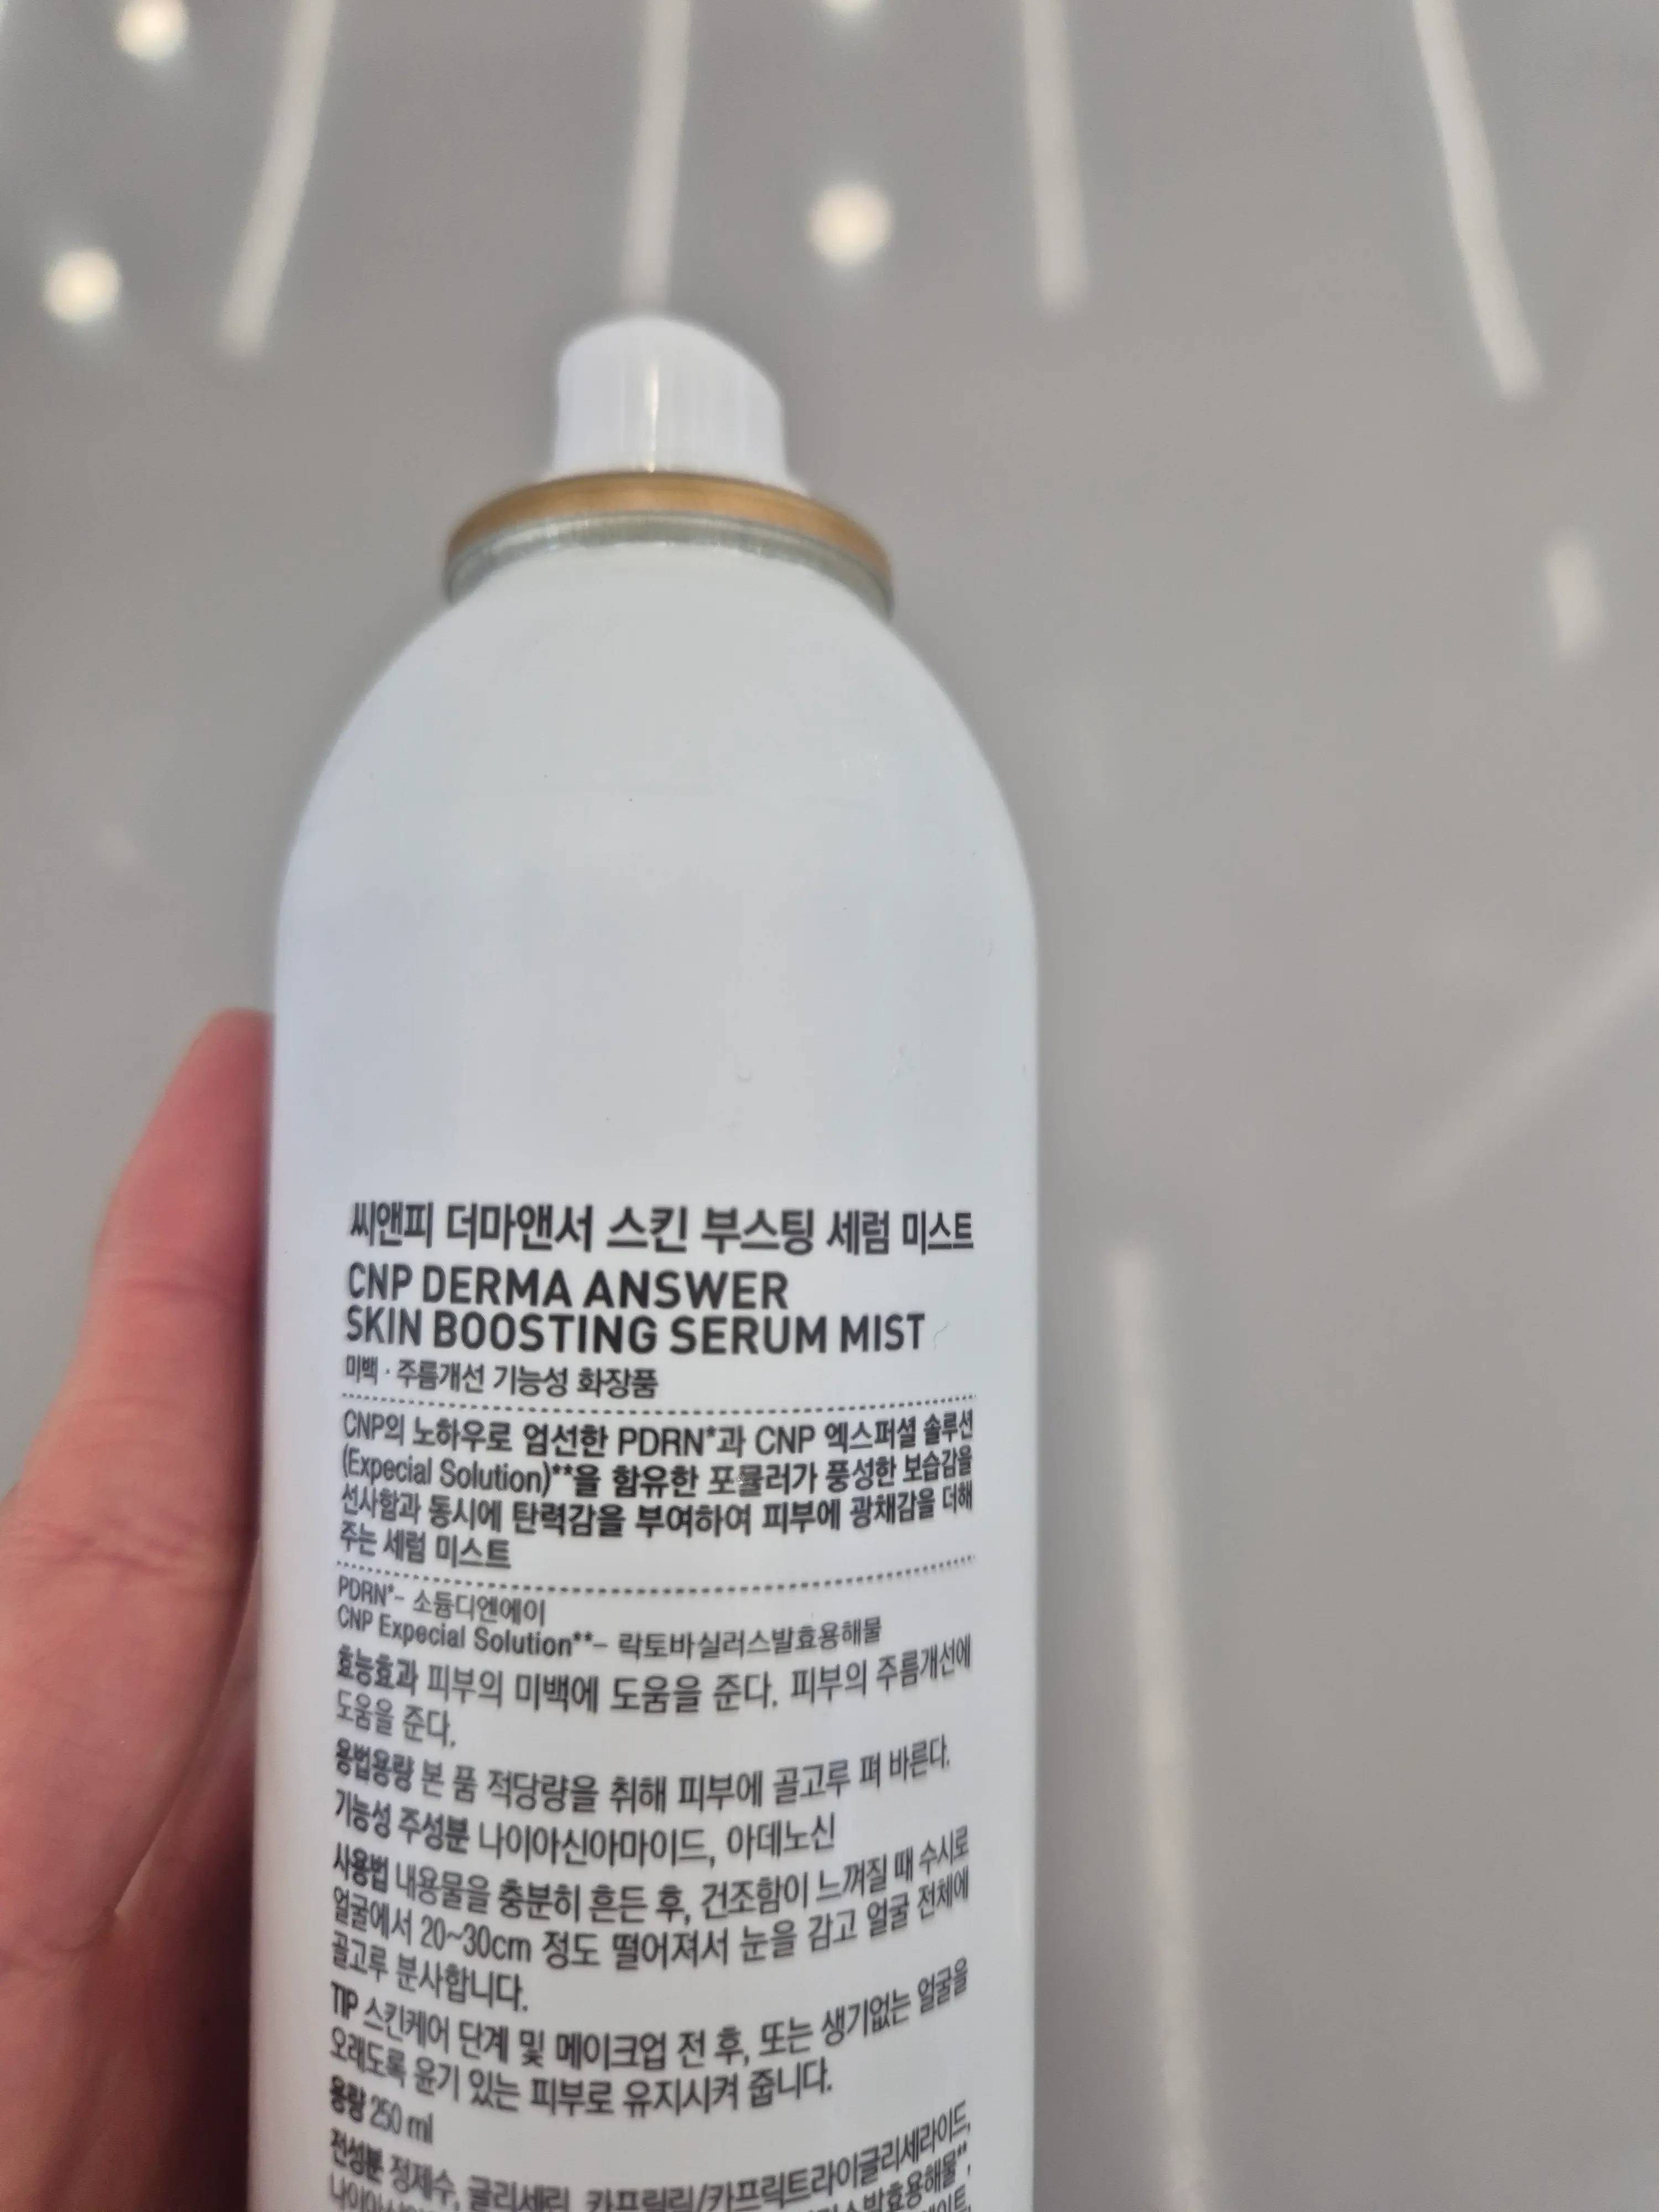 씨앤피 더마앤서 스킨 부스팅 세럼 미스트
CNP DERMA ANSWER
SKIN BOOSTING SERUM MIST
미백 · 주름개선 기능성 화장품
CNP의 노하우로 엄선한 PDRN*과 CNP 엑스퍼셜 솔루션
(Expecial Solution)**을 함유한 포뮬러가 풍성한 보습감을
선사함과 동시에 탄력감을 부여하여 피부에 광채감을 더해
주는 세럼 미스트
PDRN*– 소듐디엔에이
CNP Expecial Solution**– 락토바실러스발효용해물
효능효과 피부의 미백에 도움을 준다. 피부의 주름개선에
도움을 준다.
용법용량 본 품 적당량을 취해 피부에 골고루 펴 바른다.
기능성 주성분 나이아신아마이드, 아데노신
사용법 내용물을 충분히 흔든 후, 건조함이 느껴질 때 수시로
얼굴에서 20~30cm 정도 떨어져서 눈을 감고 얼굴 전체에
골고루 분사합니다.
TIP 스킨케어 단계 및 메이크업 전 후, 또는 생기없는 얼굴을
오래도록 윤기 있는 피부로 유지시켜 줍니다.
용량 250 ml
전성분 정제수, 글리세린, 카프릴릭/카프릭트라이글리세라이드,